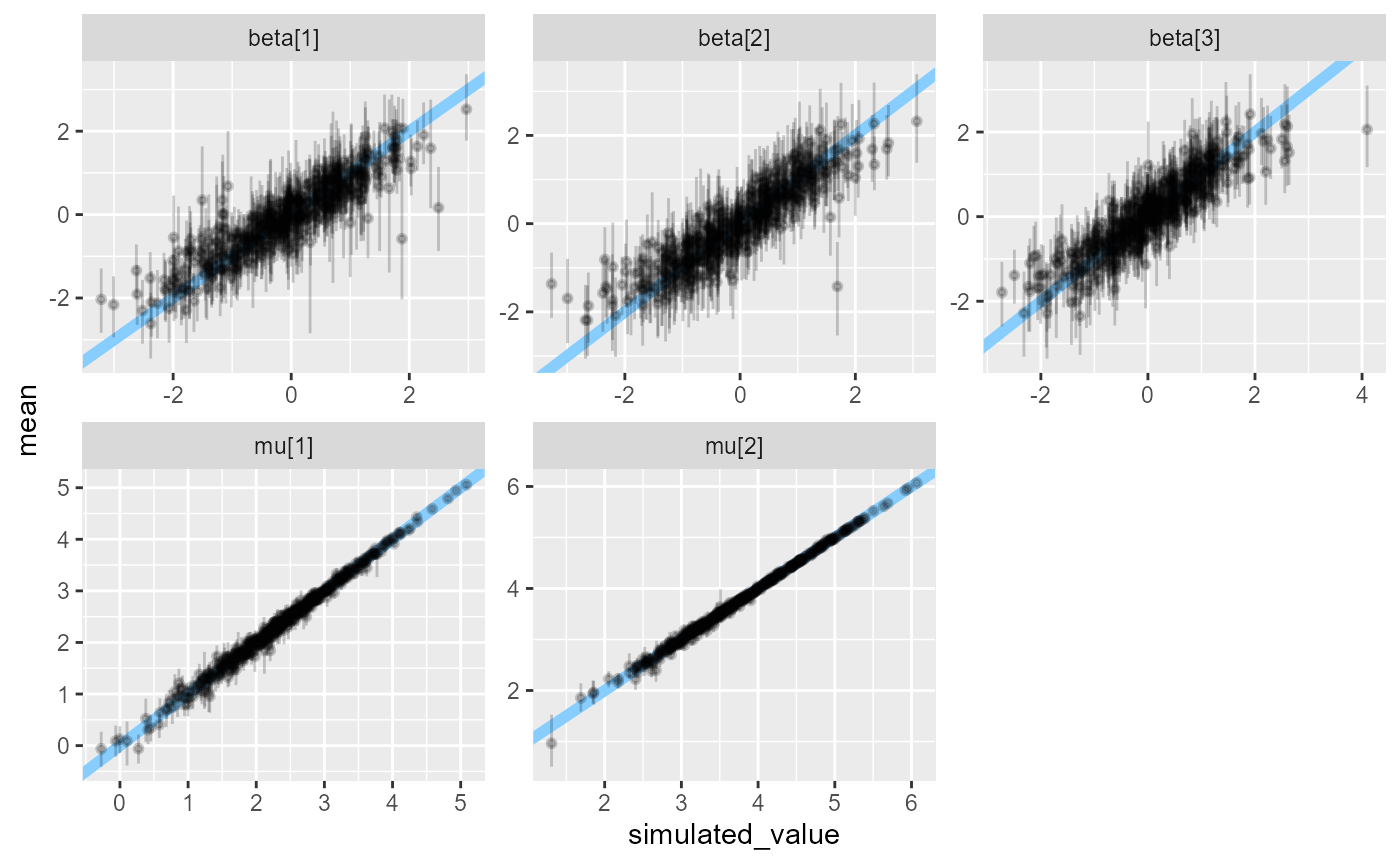 beta[1] beta[2] beta[3]
2 2 2
0 0 0
-2 -2 -2
-2 0 2 -2 0 2 -2 0 2 4
mean
mu[1] mu[2]
5 6
4
3 4
2
1 2
0
0 1 2 3 4 5 2 3 4 5 6
simulated_value